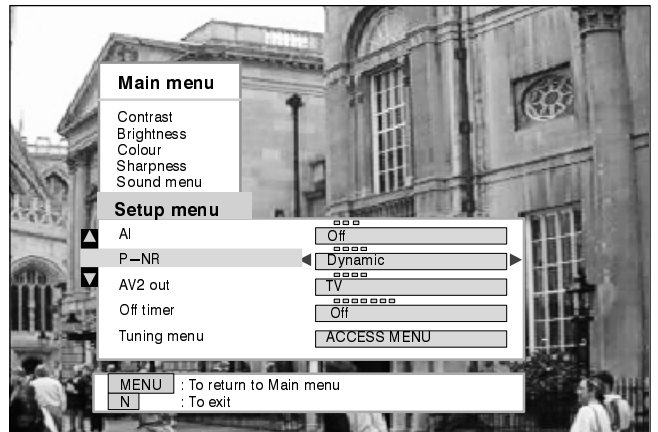 Main menu
Contrast
Brightness
Colour
Sharpness
Sound menu
Setup menu
AI Off
P–NR Dynamic
AV2 out TV
Off timer Off
Tuning menu ACCESS MENU
MENU : To return to Main menu
N : To exit